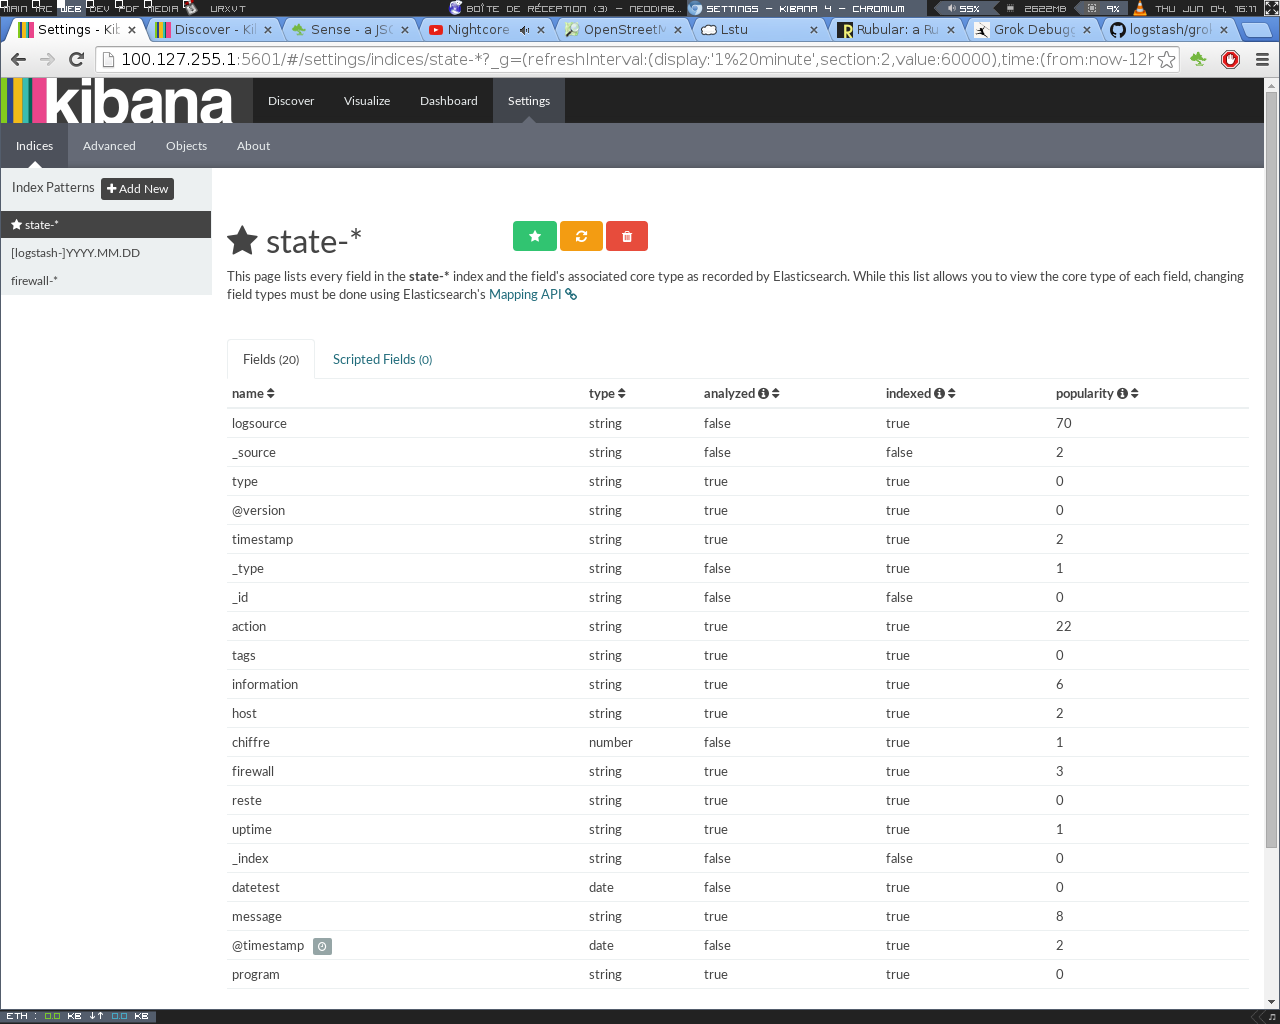 MAIN IRC WEB DEV PDF MEDIA URXVT BOÎTE DE RÉCEPTION (3) – NEODIAB... SETTINGS – KIBANA 4 – CHROMIUM 55% 2622MB 9% THU JUN 04, 16:11
Settings - Kib Discover - Kib Sense - a JSO Nightcore OpenStreetM Lstu Rubular: a Ru Grok Debugg logstash/grok
100.127.255.1:5601/#/settings/indices/state-*?_g=(refreshInterval:(display:'1%20minute',section:2,value:60000),time:(from:now-12h
kibana Discover Visualize Dashboard Settings
Indices Advanced Objects About
Index Patterns Add New
state-*
[logstash-]YYYY.MM.DD
firewall-*
state-*
This page lists every field in the state-* index and the field's associated core type as recorded by Elasticsearch. While this list allows you to view the core type of each field, changing
field types must be done using Elasticsearch's Mapping API
Fields (20) Scripted Fields (0)
name type analyzed indexed popularity
logsource string false true 70
_source string false false 2
type string true true 0
@version string true true 0
timestamp string true true 2
_type string false true 1
_id string false false 0
action string true true 22
tags string true true 0
information string true true 6
host string true true 2
chiffre number false true 1
firewall string true true 3
reste string true true 0
uptime string true true 1
_index string false false 0
datetest date false true 0
message string true true 8
@timestamp date false true 2
program string true true 0
ETH : 0.0 KB ↓↑ 0.0 KB